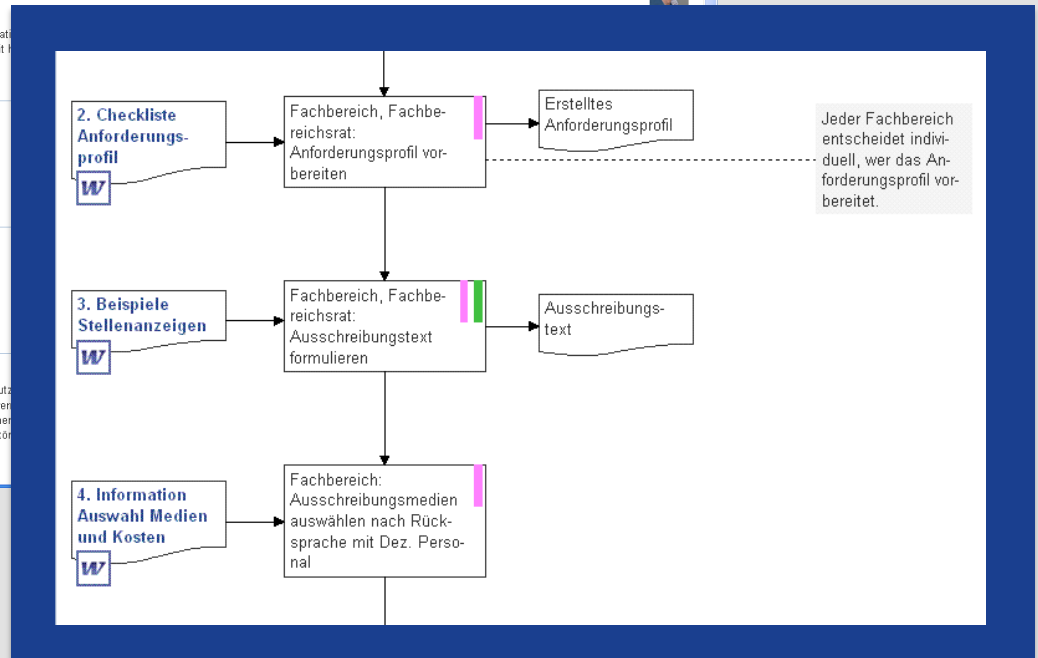 2. Checkliste
Anforderungs-
profil
W
Fachbereich, Fachbe-
reichsrat:
Anforderungsprofil vor-
bereiten
Erstelltes
Anforderungsprofil
Jeder Fachbereich
entscheidet indivi-
duell, wer das An-
forderungsprofil vor-
bereitet.
3. Beispiele
Stellenanzeigen
W
Fachbereich, Fachbe-
reichsrat:
Ausschreibungstext
formulieren
Ausschreibungs-
text
4. Information
Auswahl Medien
und Kosten
W
Fachbereich:
Ausschreibungsmedien
auswählen nach Rück-
sprache mit Dez. Perso-
nal